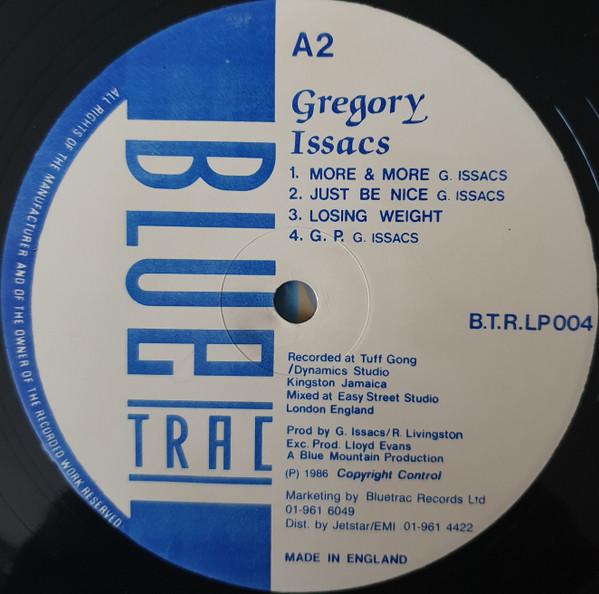 A2
Gregory
Issacs
1. MORE & MORE G. ISSACS
2. JUST BE NICE G. ISSACS
3. LOSING WEIGHT
4. G. P. G. ISSACS
B.T.R.LP004
Recorded at Tuff Gong
/Dynamics Studio
Kingston Jamaica
Mixed at Easy Street Studio
London England
Prod by G. Issacs/R. Livingston
Exc. Prod. Lloyd Evans
A Blue Mountain Production
(P) 1986 Copyright Control
Marketing by Bluetrac Records Ltd
01-961 6049
Dist. by Jetstar/EMI 01-961 4422
MADE IN ENGLAND
BLUE
TRAC
ALL RIGHTS OF THE MANUFACTURER AND OF THE OWNER OF THE RECORDED WORK RESERVED